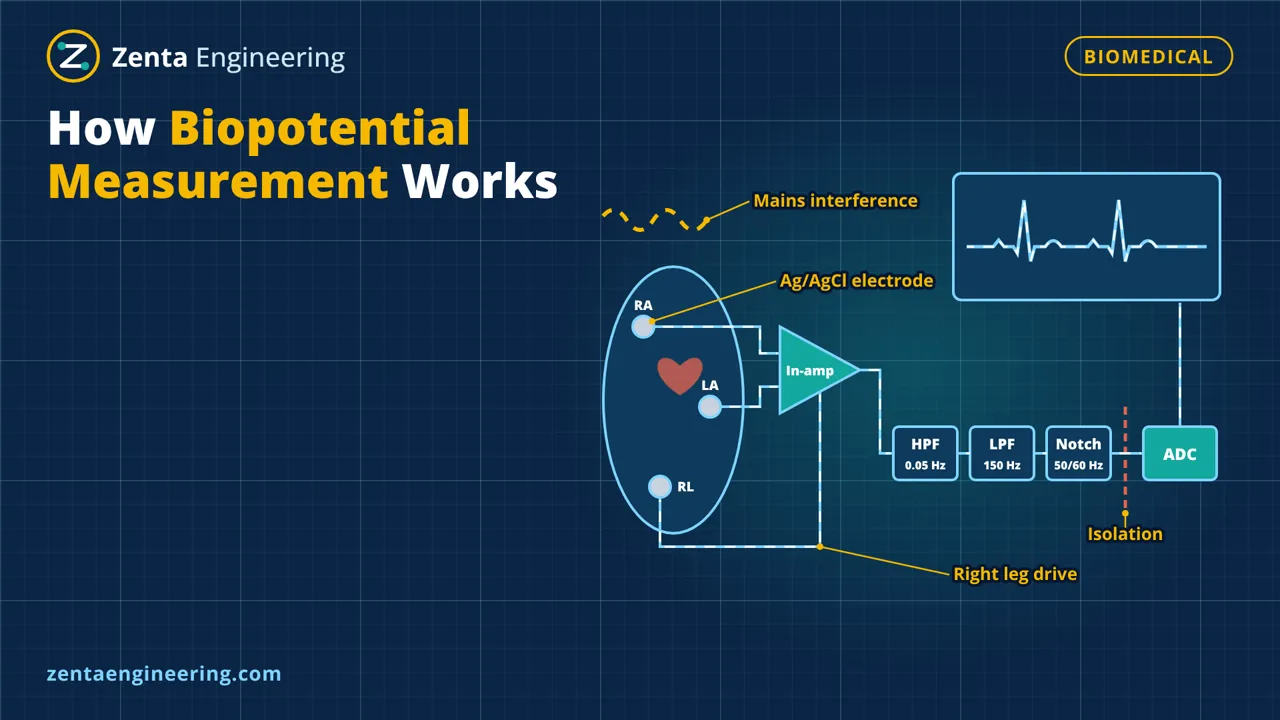 Zenta Engineering
BIOMEDICAL
How Biopotential
Measurement Works
Mains interference
Ag/AgCl electrode
RA
LA
In-amp
HPF
0.05 Hz
LPF
150 Hz
Notch
50/60 Hz
ADC
RL
Isolation
Right leg drive
zentaengineering.com